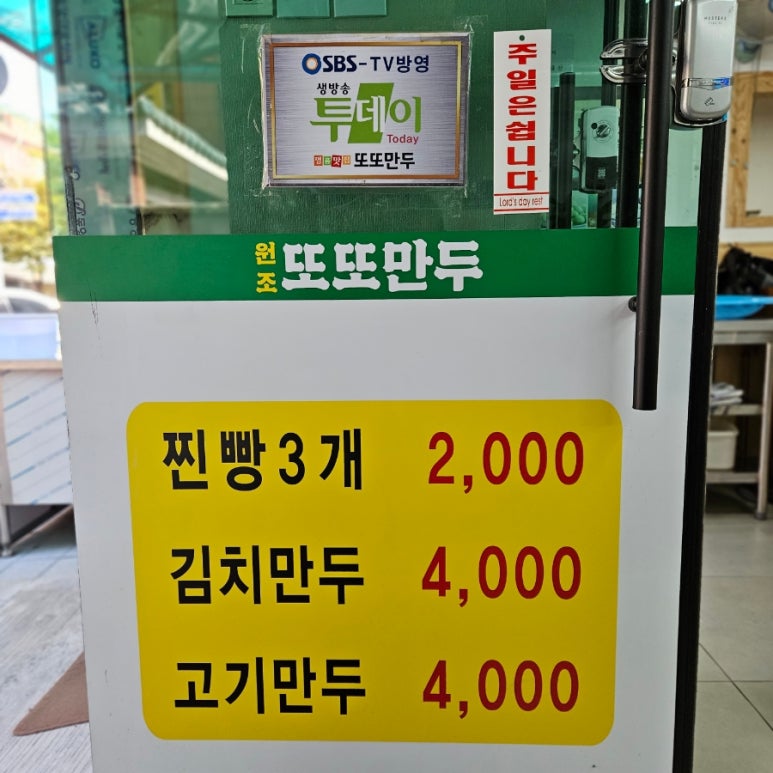 SBS-TV방영
생방송
투데이
Today
또또만두
주일은쉽니다
Lord's day rest
원조 또또만두
찐빵3개 2,000
김치만두 4,000
고기만두 4,000